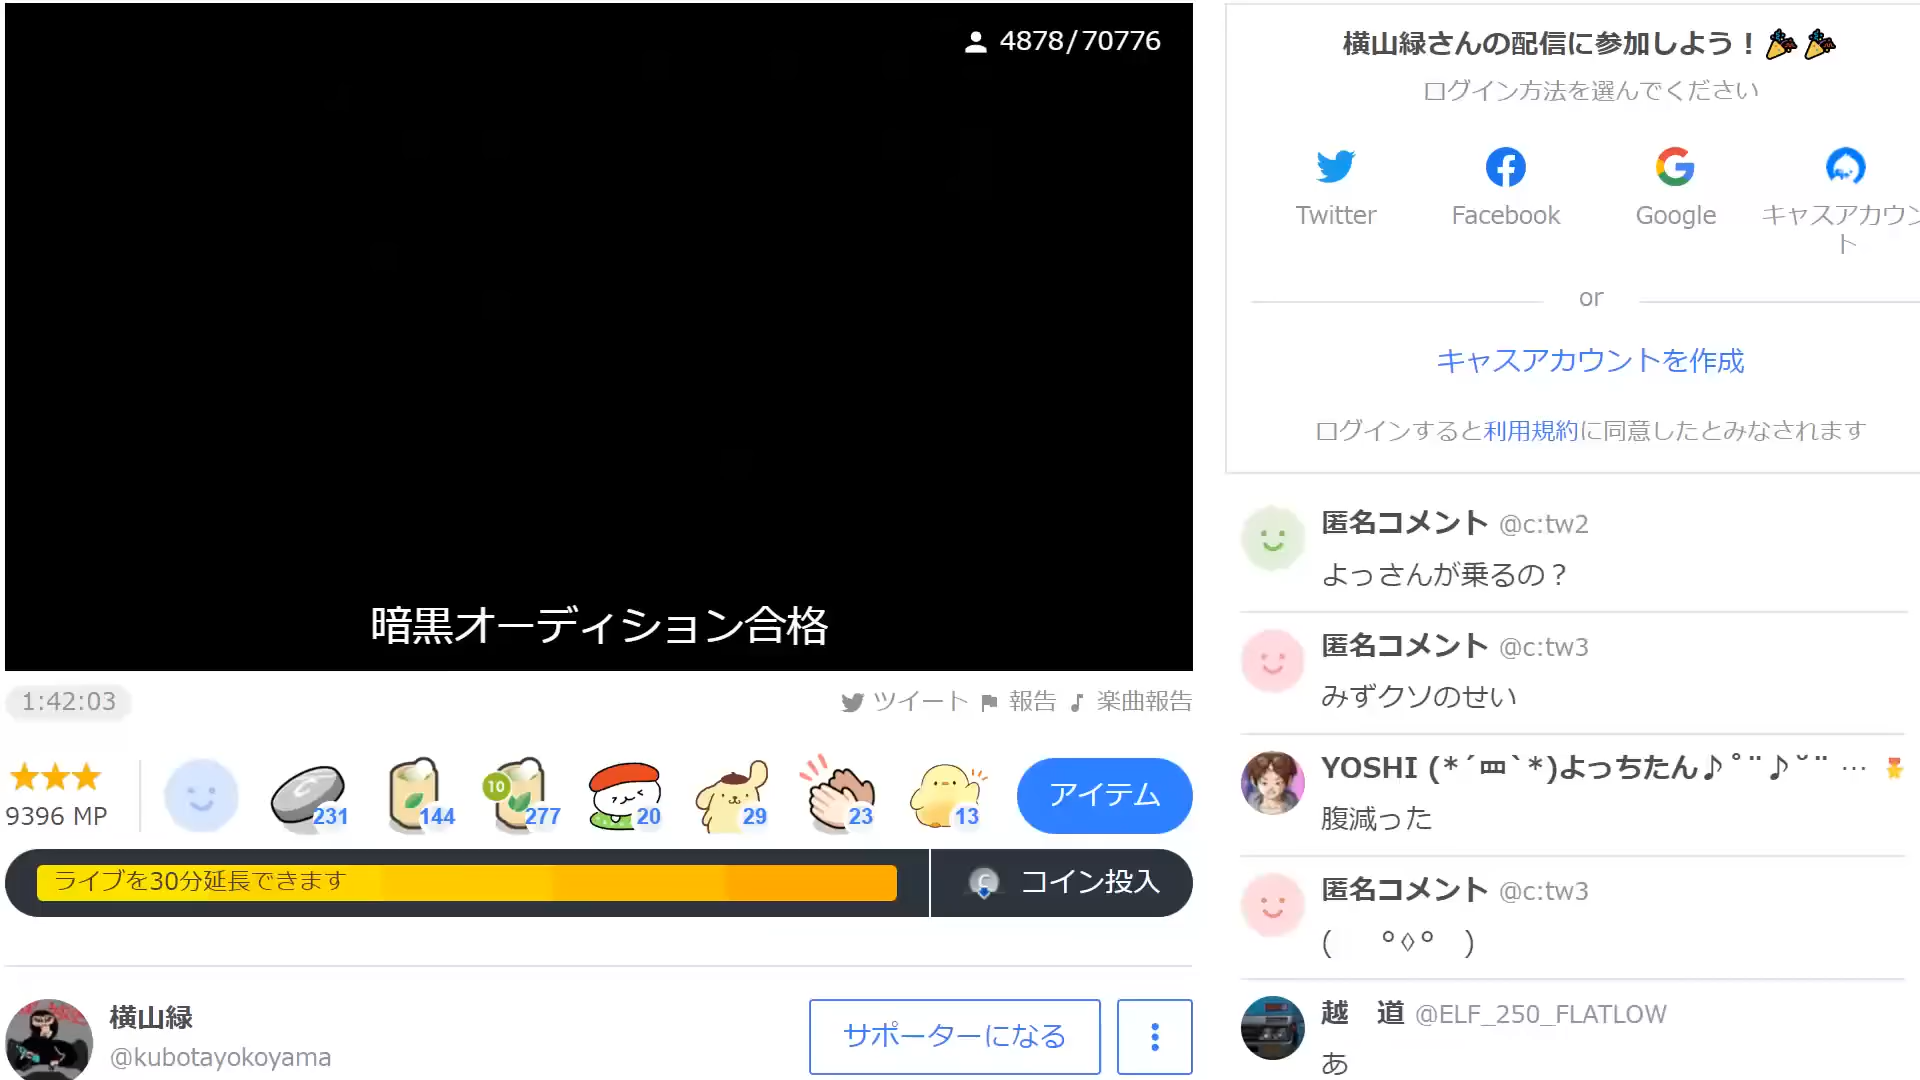 4878/70776
暗黒オーディション合格
1:42:03
ツイート 報告 楽曲報告
9396 MP
231
144
10
277
20
29
23
13
アイテム
ライブを30分延長できます
コイン投入
横山緑
@kubotayokoyama
サポーターになる
横山緑さんの配信に参加しよう！
ログイン方法を選んでください
Twitter
Facebook
Google
キャスアカウン
ト
or
キャスアカウントを作成
ログインすると利用規約に同意したとみなされます
匿名コメント @c:tw2
よっさんが乗るの？
匿名コメント @c:tw3
みずクソのせい
YOSHI (*´皿`*)よっちたん♪˚¨♪˘¨ …
腹減った
匿名コメント @c:tw3
(　°◊°　)
越　道 @ELF_250_FLATLOW
あ